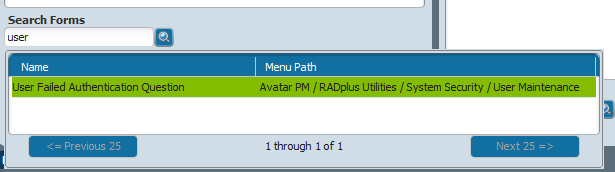 Search Forms
user
Name Menu Path
User Failed Authentication Question Avatar PM / RADplus Utilities / System Security / User Maintenance
<= Previous 25 1 through 1 of 1 Next 25 =>